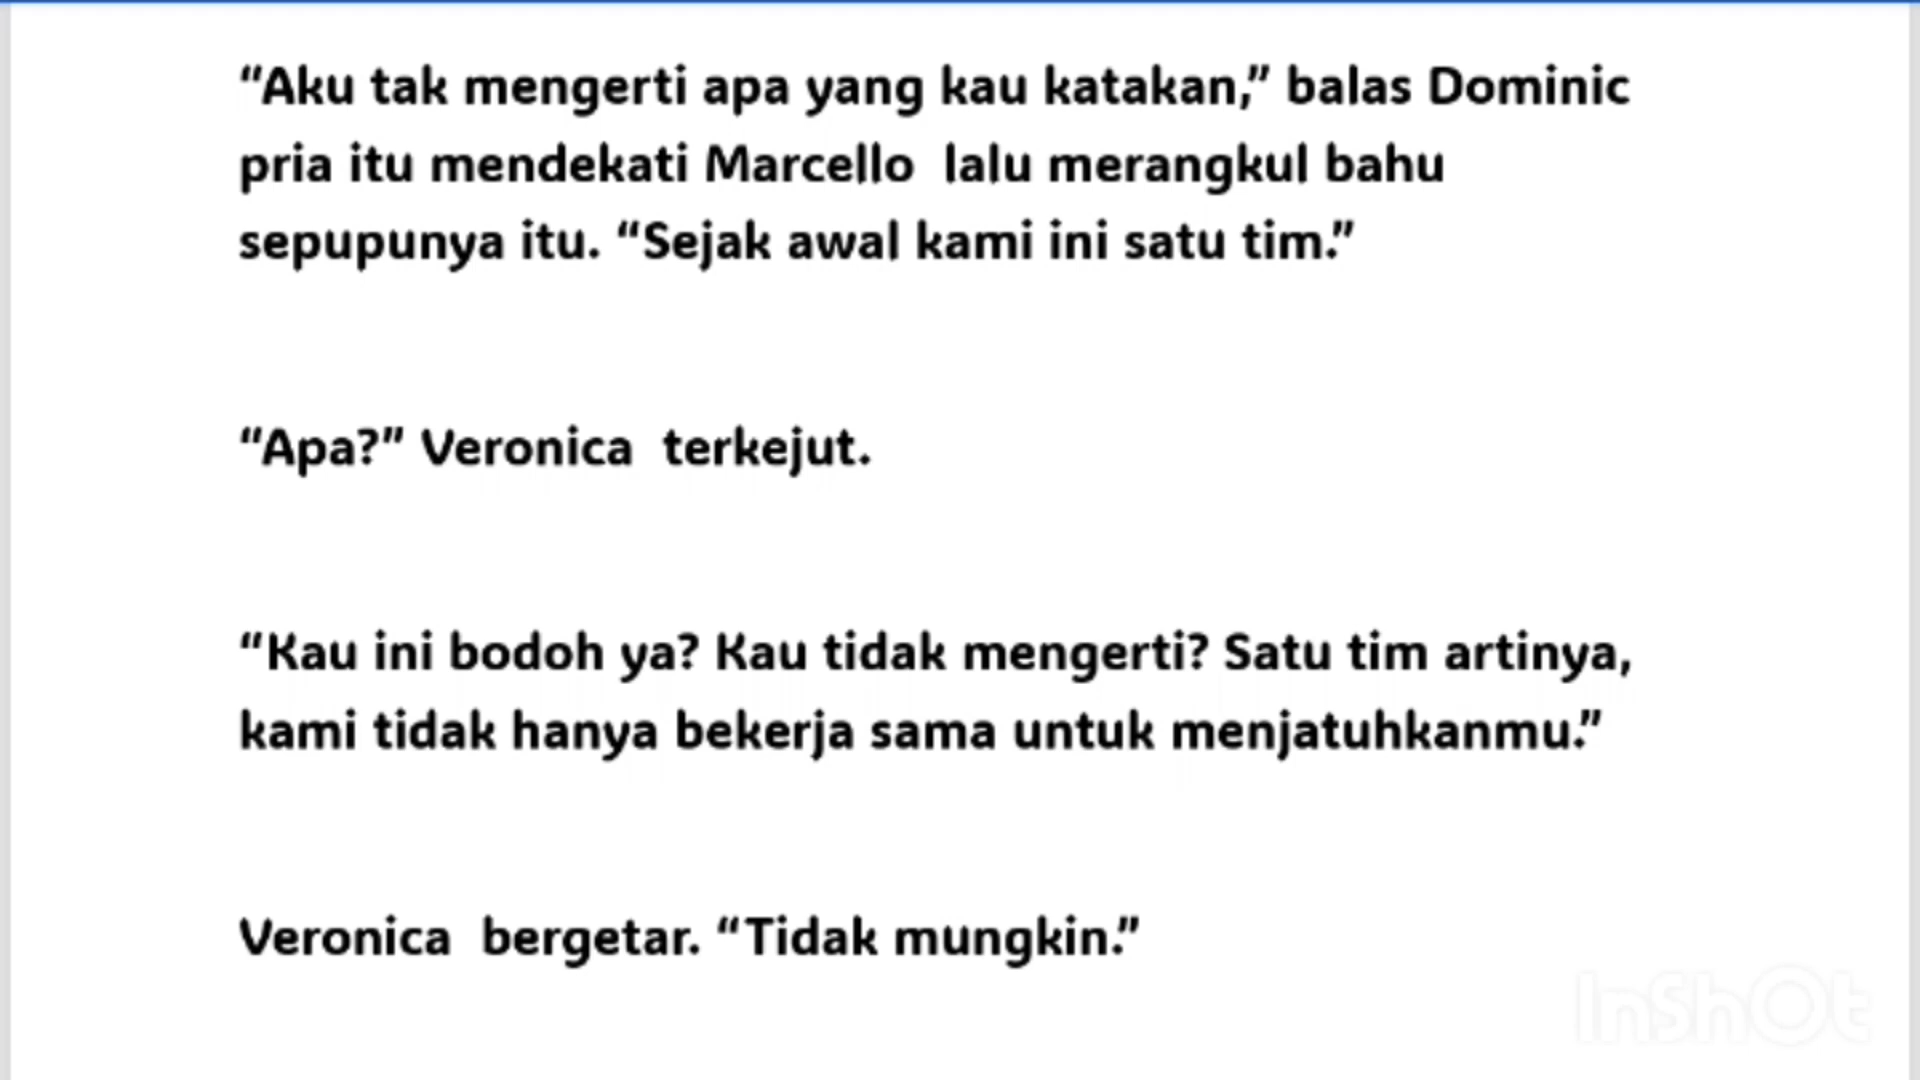 “Aku tak mengerti apa yang kau katakan,” balas Dominic
pria itu mendekati Marcello lalu merangkul bahu
sepupunya itu. “Sejak awal kami ini satu tim.”
“Apa?” Veronica terkejut.
“Kau ini bodoh ya? Kau tidak mengerti? Satu tim artinya,
kami tidak hanya bekerja sama untuk menjatuhkanmu.”
Veronica bergetar. “Tidak mungkin.”
InShOt